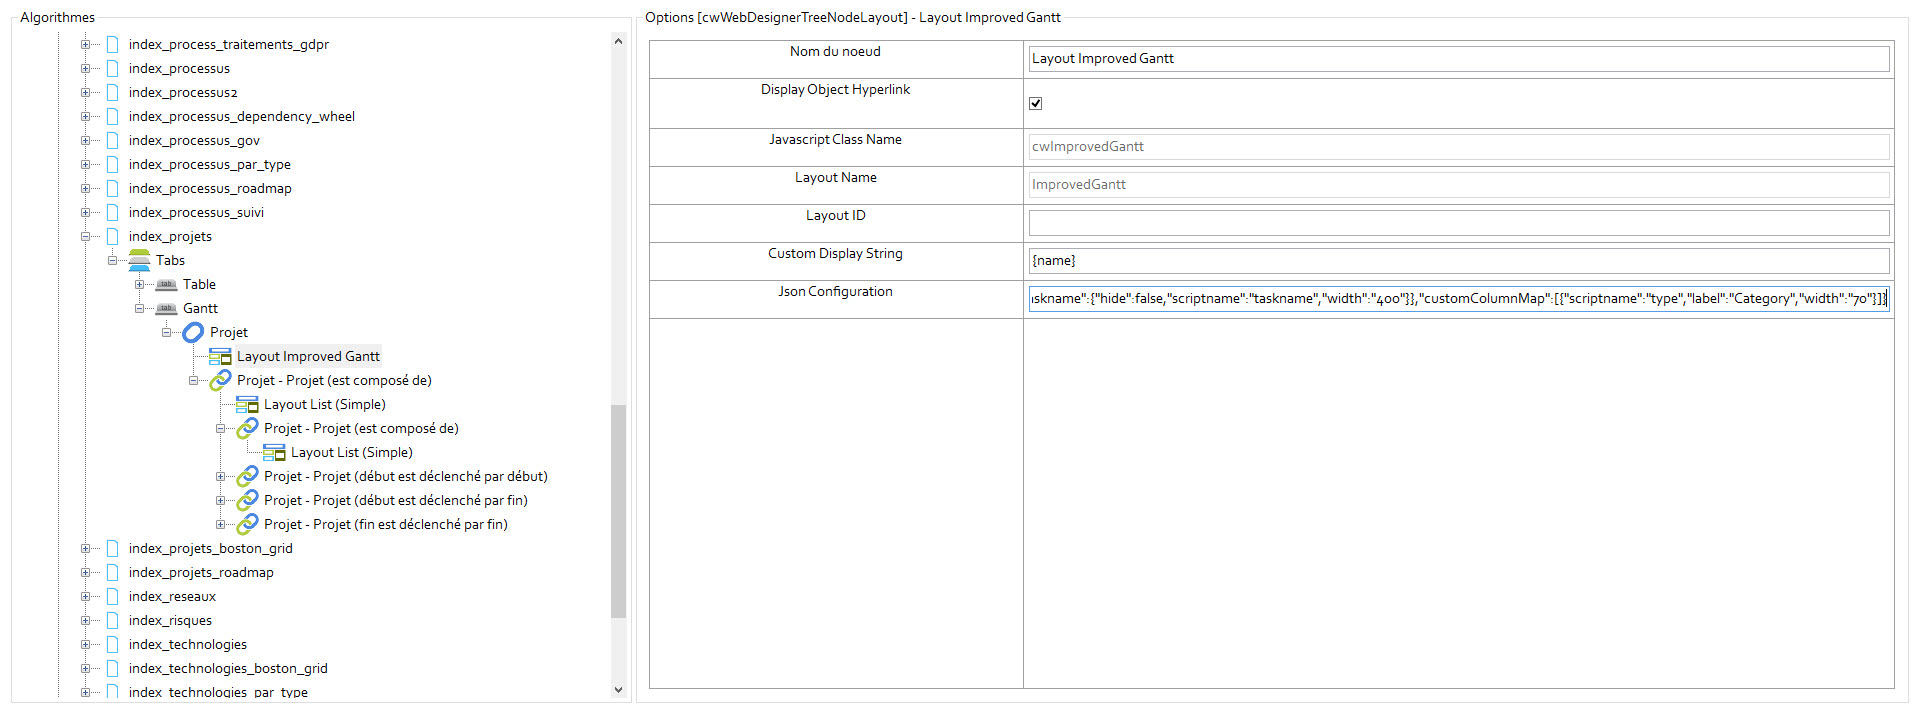 Algorithmes
index_process_traitements_gdpr
index_processus
index_processus2
index_processus_dependency_wheel
index_processus_gov
index_processus_par_type
index_processus_roadmap
index_processus_suivi
index_projets
Tabs
tab Table
tab Gantt
Projet
Layout Improved Gantt
Projet - Projet (est composé de)
Layout List (Simple)
Projet - Projet (est composé de)
Layout List (Simple)
Projet - Projet (début est déclenché par début)
Projet - Projet (début est déclenché par fin)
Projet - Projet (fin est déclenché par fin)
index_projets_boston_grid
index_projets_roadmap
index_reseaux
index_risques
index_technologies
index_technologies_boston_grid
index_technologies_par_type
Options [cwWebDesignerTreeNodeLayout] - Layout Improved Gantt
Nom du noeud Layout Improved Gantt
Display Object Hyperlink
Javascript Class Name cwImprovedGantt
Layout Name ImprovedGantt
Layout ID
Custom Display String {name}
Json Configuration skname":{"hide":false,"scriptname":"taskname","width":"400"}},"customColumnMap":[{"scriptname":"type","label":"Category","width":"70"}]}